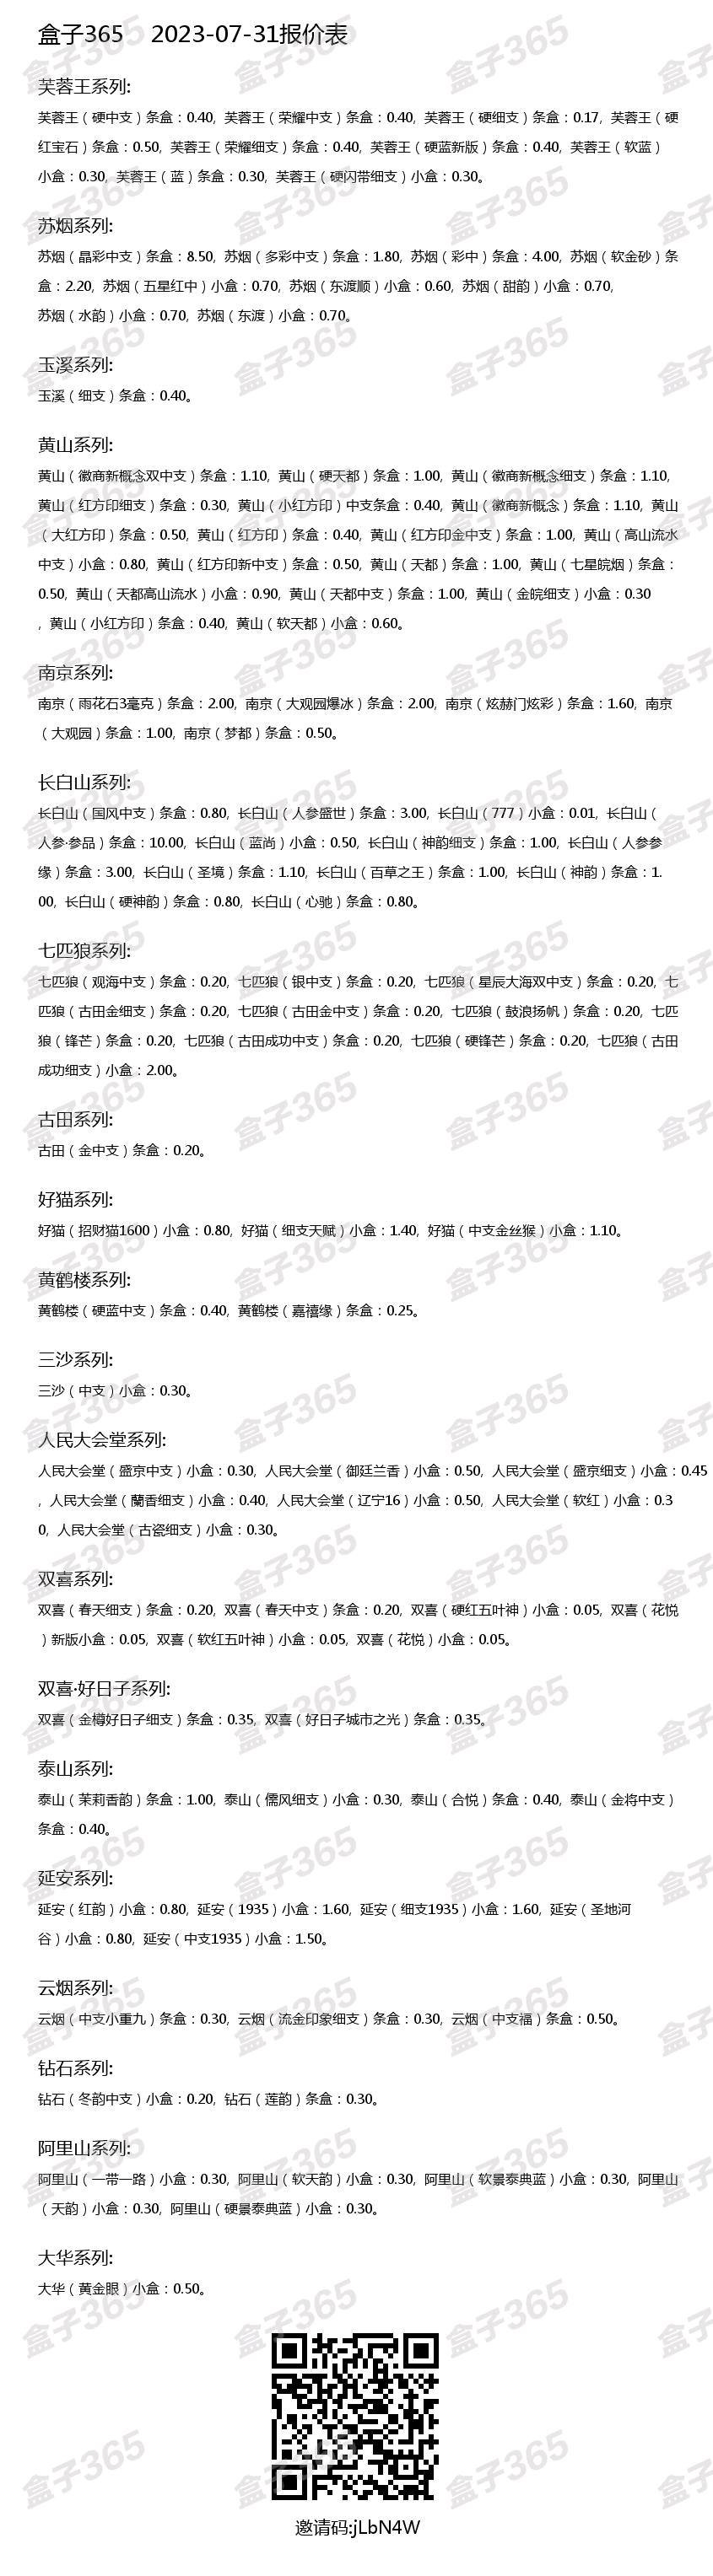 盒子365 2023-07-31报价表
芙蓉王系列:
芙蓉王（硬中支）条盒：0.40, 芙蓉王（荣耀中支）条盒：0.40, 芙蓉王（硬细支）条盒：0.17, 芙蓉王（硬
红宝石）条盒：0.50, 芙蓉王（荣耀细支）条盒：0.40, 芙蓉王（硬蓝新版）条盒：0.40, 芙蓉王（软蓝）
小盒：0.30, 芙蓉王（蓝）条盒：0.30, 芙蓉王（硬闪带细支）小盒：0.30。
苏烟系列:
苏烟（晶彩中支）条盒：8.50, 苏烟（多彩中支）条盒：1.80, 苏烟（彩中）条盒：4.00, 苏烟（软金砂）条
盒：2.20, 苏烟（五星红中）小盒：0.70, 苏烟（东渡顺）小盒：0.60, 苏烟（甜韵）小盒：0.70,
苏烟（水韵）小盒：0.70, 苏烟（东渡）小盒：0.70。
玉溪系列:
玉溪（细支）条盒：0.40。
黄山系列:
黄山（徽商新概念双中支）条盒：1.10, 黄山（硬天都）条盒：1.00, 黄山（徽商新概念细支）条盒：1.10,
黄山（红方印细支）条盒：0.30, 黄山（小红方印）中支条盒：0.40, 黄山（徽商新概念）条盒：1.10, 黄山
（大红方印）条盒：0.50, 黄山（红方印）条盒：0.40, 黄山（红方印金中支）条盒：1.00, 黄山（高山流水
中支）小盒：0.80, 黄山（红方印新中支）条盒：0.50, 黄山（天都）条盒：1.00, 黄山（七星皖烟）条盒：
0.50, 黄山（天都高山流水）小盒：0.90, 黄山（天都中支）条盒：1.00, 黄山（金皖细支）小盒：0.30
, 黄山（小红方印）条盒：0.40, 黄山（软天都）小盒：0.60。
南京系列:
南京（雨花石3毫克）条盒：2.00, 南京（大观园爆冰）条盒：2.00, 南京（炫赫门炫彩）条盒：1.60, 南京
（大观园）条盒：1.00, 南京（梦都）条盒：0.50。
长白山系列:
长白山（国风中支）条盒：0.80, 长白山（人参盛世）条盒：3.00, 长白山（777）小盒：0.01, 长白山（
人参·参品）条盒：10.00, 长白山（蓝尚）小盒：0.50, 长白山（神韵细支）条盒：1.00, 长白山（人参参
缘）条盒：3.00, 长白山（圣境）条盒：1.10, 长白山（百草之王）条盒：1.00, 长白山（神韵）条盒：1.
00, 长白山（硬神韵）条盒：0.80, 长白山（心驰）条盒：0.80。
七匹狼系列:
七匹狼（观海中支）条盒：0.20, 七匹狼（银中支）条盒：0.20, 七匹狼（星辰大海双中支）条盒：0.20, 七
匹狼（古田金细支）条盒：0.20, 七匹狼（古田金中支）条盒：0.20, 七匹狼（鼓浪扬帆）条盒：0.20, 七匹
狼（锋芒）条盒：0.20, 七匹狼（古田成功中支）条盒：0.20, 七匹狼（硬锋芒）条盒：0.20, 七匹狼（古田
成功细支）小盒：2.00。
古田系列:
古田（金中支）条盒：0.20。
好猫系列:
好猫（招财猫1600）小盒：0.80, 好猫（细支天赋）小盒：1.40, 好猫（中支金丝猴）小盒：1.10。
黄鹤楼系列:
黄鹤楼（硬蓝中支）条盒：0.40, 黄鹤楼（嘉禧缘）条盒：0.25。
三沙系列:
三沙（中支）小盒：0.30。
人民大会堂系列:
人民大会堂（盛京中支）小盒：0.30, 人民大会堂（御廷兰香）小盒：0.50, 人民大会堂（盛京细支）小盒：0.45
, 人民大会堂（蘭香细支）小盒：0.40, 人民大会堂（辽宁16）小盒：0.50, 人民大会堂（软红）小盒：0.3
0, 人民大会堂（古瓷细支）小盒：0.30。
双喜系列:
双喜（春天细支）条盒：0.20, 双喜（春天中支）条盒：0.20, 双喜（硬红五叶神）小盒：0.05, 双喜（花悦
）新版小盒：0.05, 双喜（软红五叶神）小盒：0.05, 双喜（花悦）小盒：0.05。
双喜·好日子系列:
双喜（金樽好日子细支）条盒：0.35, 双喜（好日子城市之光）条盒：0.35。
泰山系列:
泰山（茉莉香韵）条盒：1.00, 泰山（儒风细支）小盒：0.30, 泰山（合悦）条盒：0.40, 泰山（金将中支）
条盒：0.40。
延安系列:
延安（红韵）小盒：0.80, 延安（1935）小盒：1.60, 延安（细支1935）小盒：1.60, 延安（圣地河
谷）小盒：0.80, 延安（中支1935）小盒：1.50。
云烟系列:
云烟（中支小重九）条盒：0.30, 云烟（流金印象细支）条盒：0.30, 云烟（中支福）条盒：0.50。
钻石系列:
钻石（冬韵中支）小盒：0.20, 钻石（莲韵）条盒：0.30。
阿里山系列:
阿里山（一带一路）小盒：0.30, 阿里山（软天韵）小盒：0.30, 阿里山（软景泰典蓝）小盒：0.30, 阿里山
（天韵）小盒：0.30, 阿里山（硬景泰典蓝）小盒：0.30。
大华系列:
大华（黄金眼）小盒：0.50。
邀请码:jLbN4W